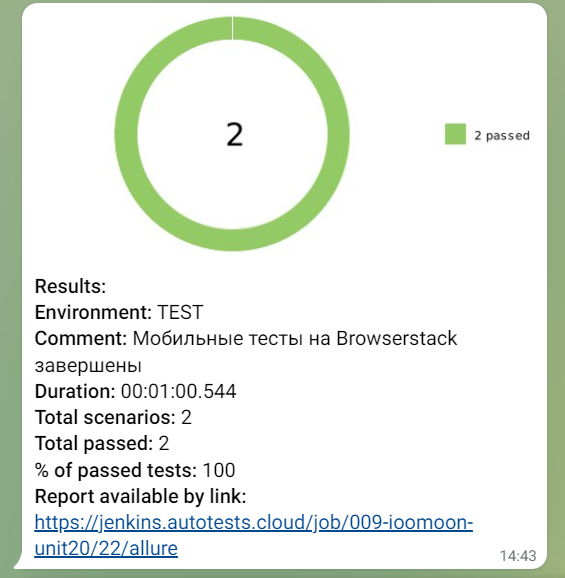 2
2 passed
Results:
Environment: TEST
Comment: Мобильные тесты на Browserstack
завершены
Duration: 00:01:00.544
Total scenarios: 2
Total passed: 2
% of passed tests: 100
Report available by link:
https://jenkins.autotests.cloud/job/009-ioomoon-
unit20/22/allure
14:43